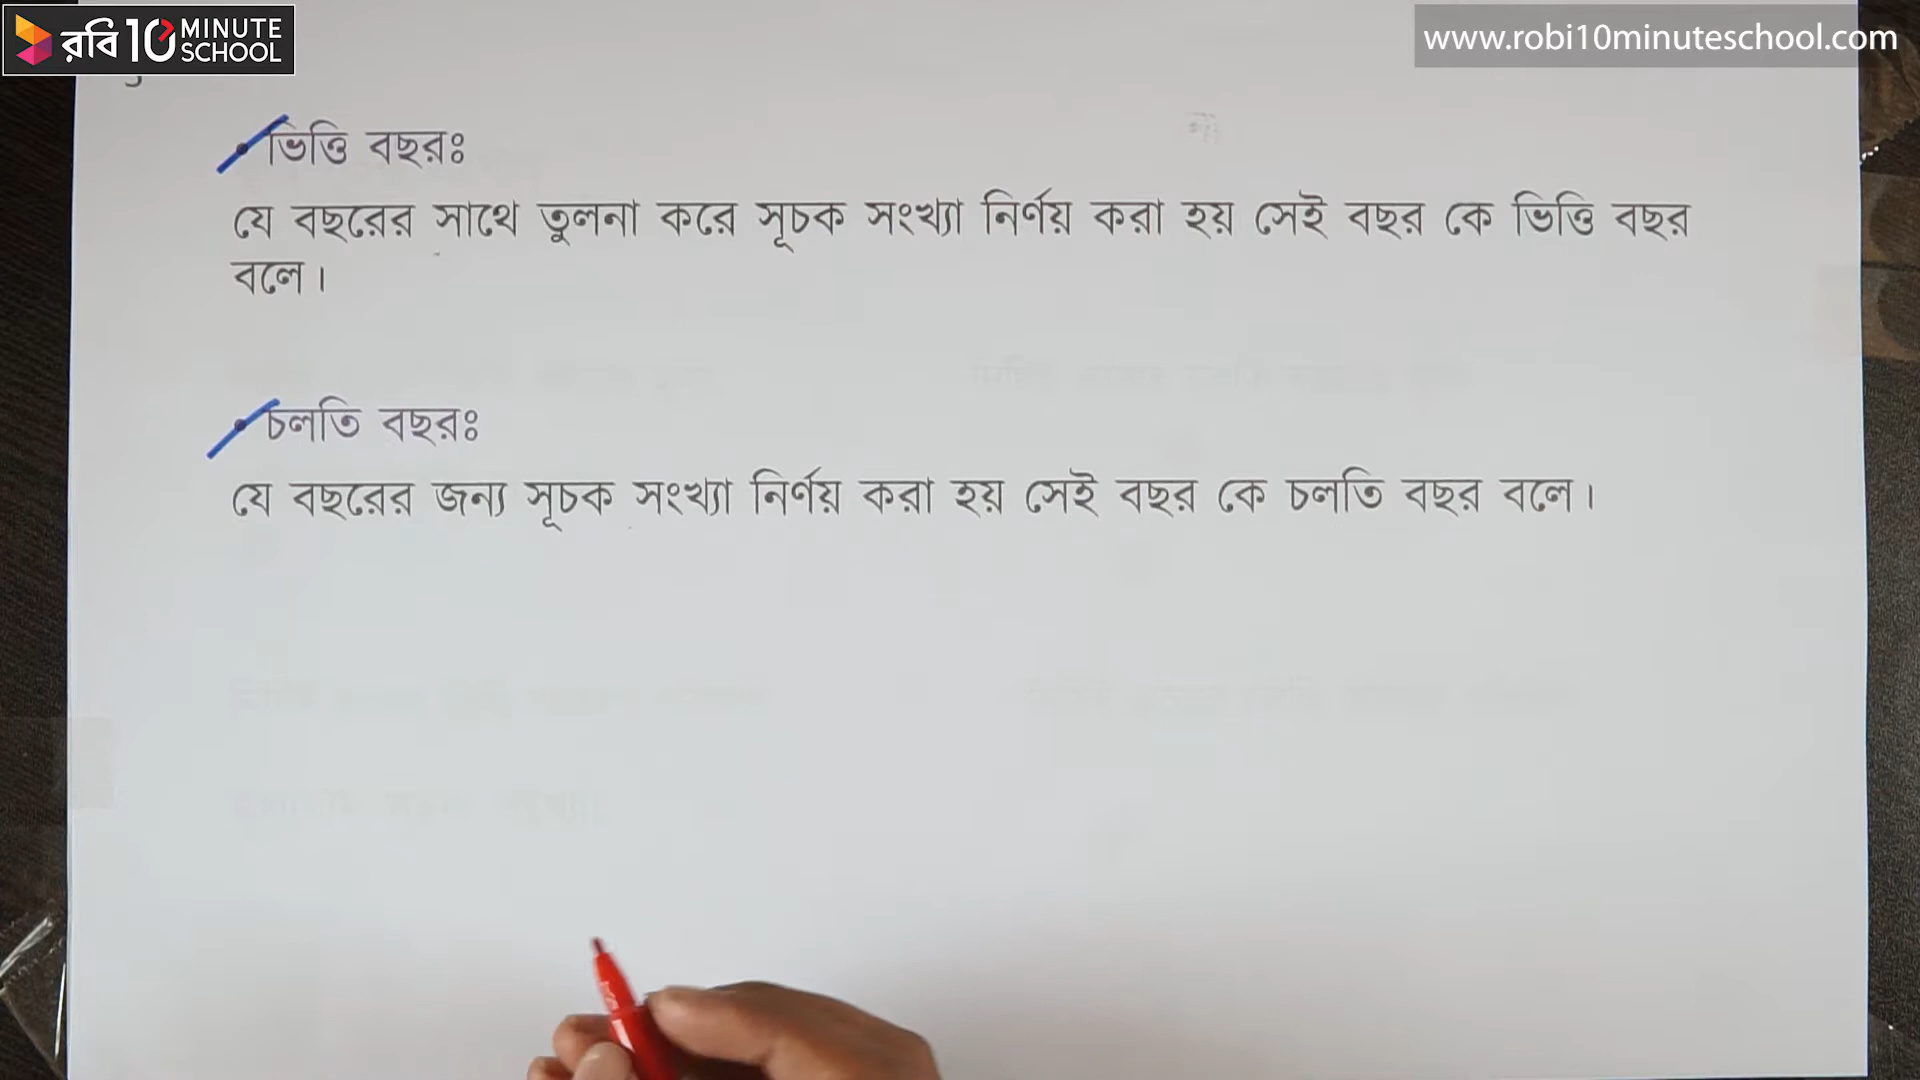 রবি 10 MINUTE SCHOOL
www.robi10minuteschool.com
ভিত্তি বছরঃ
যে বছরের সাথে তুলনা করে সূচক সংখ্যা নির্ণয় করা হয় সেই বছর কে ভিত্তি বছর
বলে।
চলতি বছরঃ
যে বছরের জন্য সূচক সংখ্যা নির্ণয় করা হয় সেই বছর কে চলতি বছর বলে।